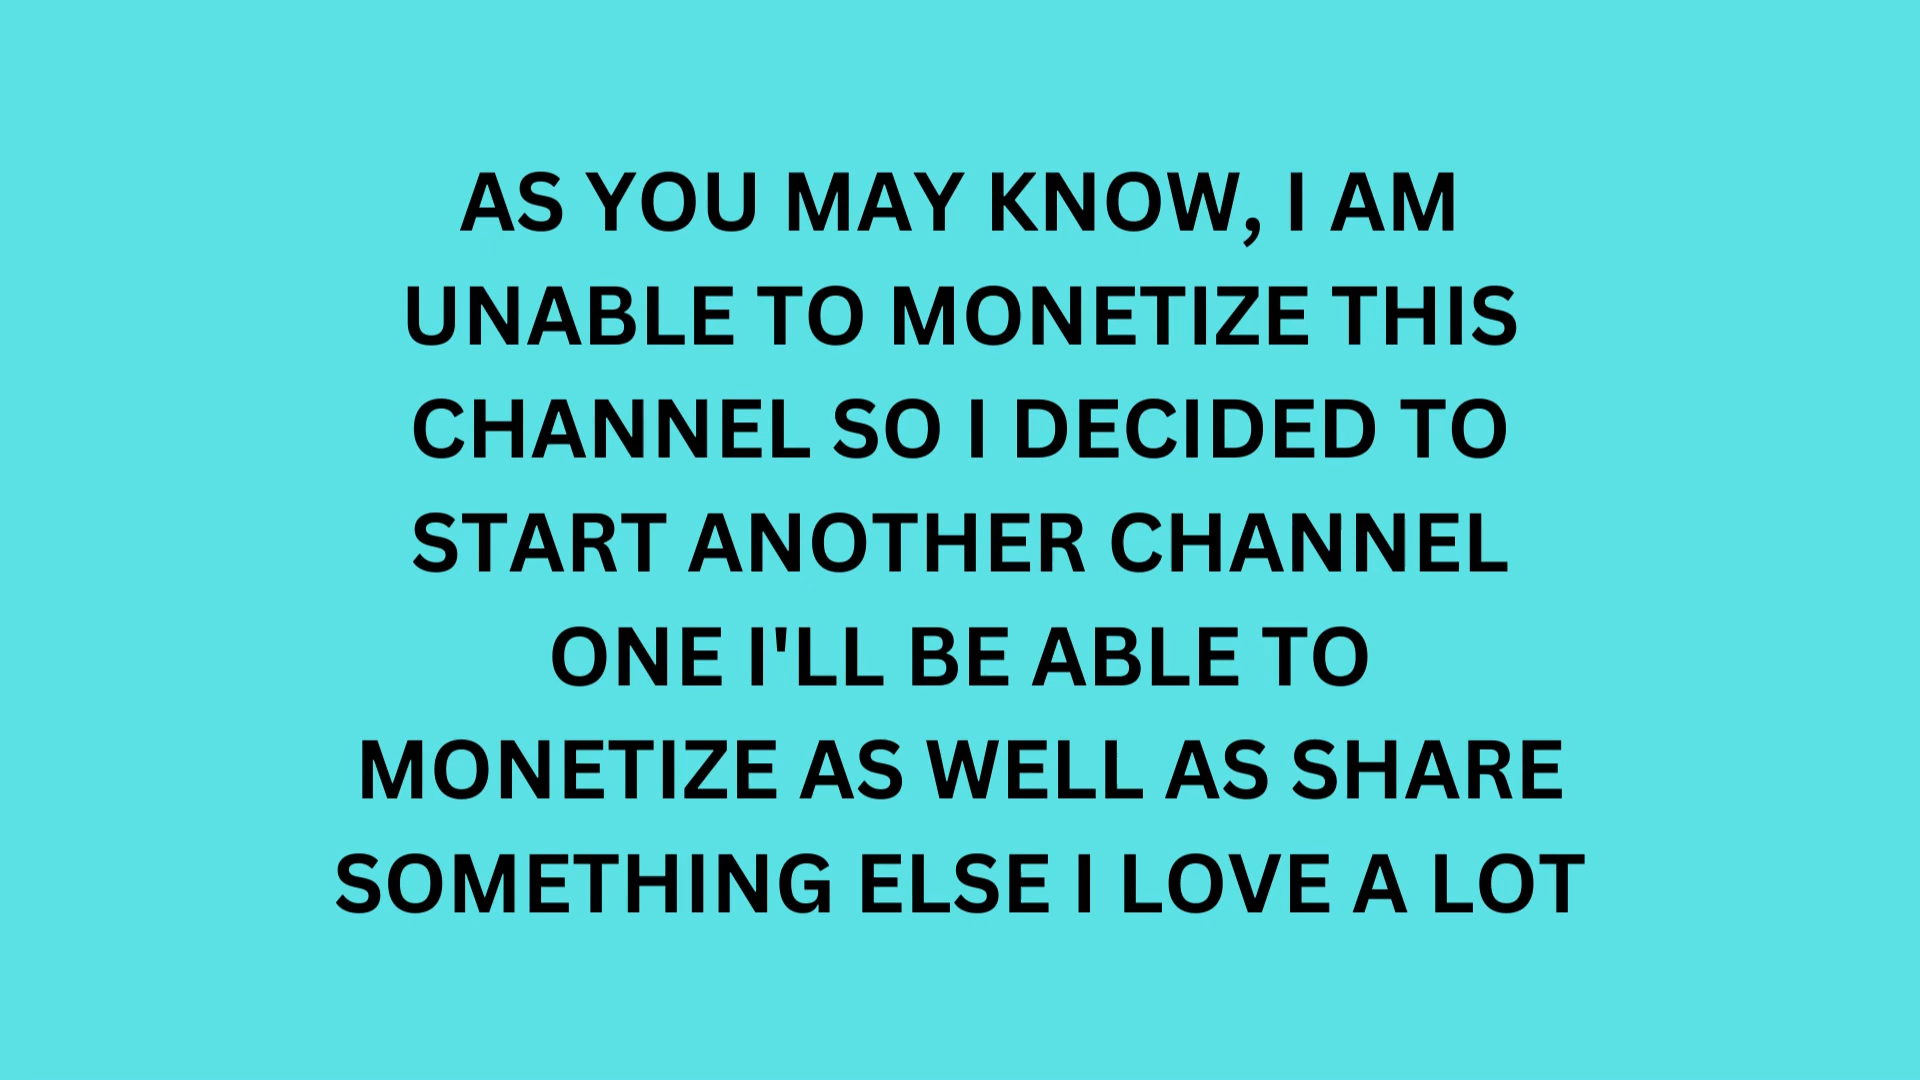 AS YOU MAY KNOW, I AM
UNABLE TO MONETIZE THIS
CHANNEL SO I DECIDED TO
START ANOTHER CHANNEL
ONE I'LL BE ABLE TO
MONETIZE AS WELL AS SHARE
SOMETHING ELSE I LOVE A LOT